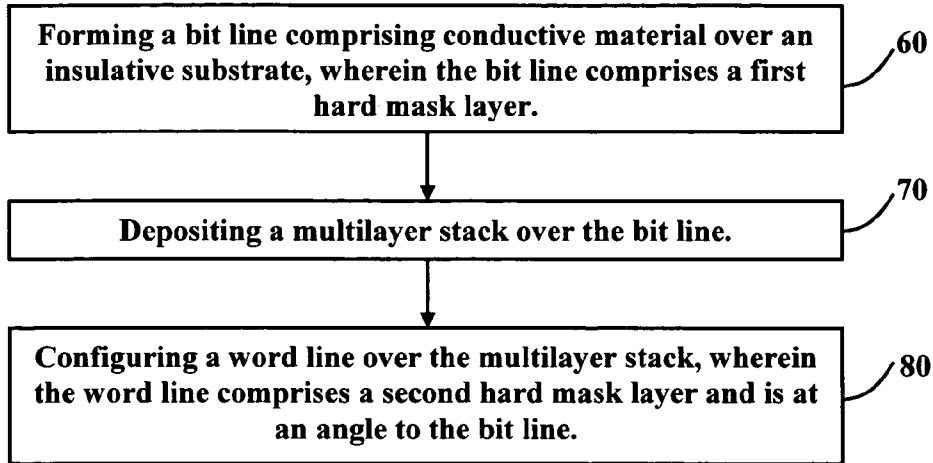 Forming a bit line comprising conductive material over an
insulative substrate, wherein the bit line comprises a first
hard mask layer.
60
Depositing a multilayer stack over the bit line.
70
Configuring a word line over the multilayer stack, wherein
the word line comprises a second hard mask layer and is at
an angle to the bit line.
80